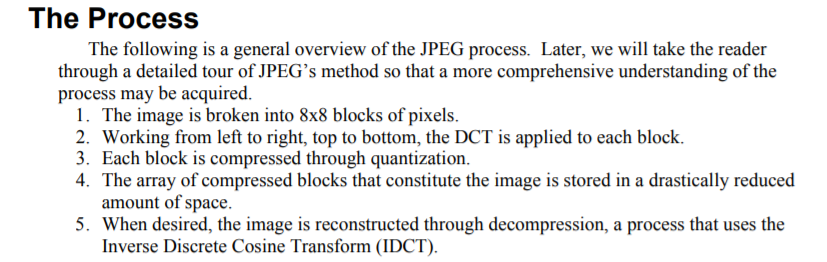 The Process
The following is a general overview of the JPEG process.  Later, we will take the reader
through a detailed tour of JPEG’s method so that a more comprehensive understanding of the
process may be acquired.
1.  The image is broken into 8x8 blocks of pixels.
2.  Working from left to right, top to bottom, the DCT is applied to each block.
3.  Each block is compressed through quantization.
4.  The array of compressed blocks that constitute the image is stored in a drastically reduced
amount of space.
5.  When desired, the image is reconstructed through decompression, a process that uses the
Inverse Discrete Cosine Transform (IDCT).